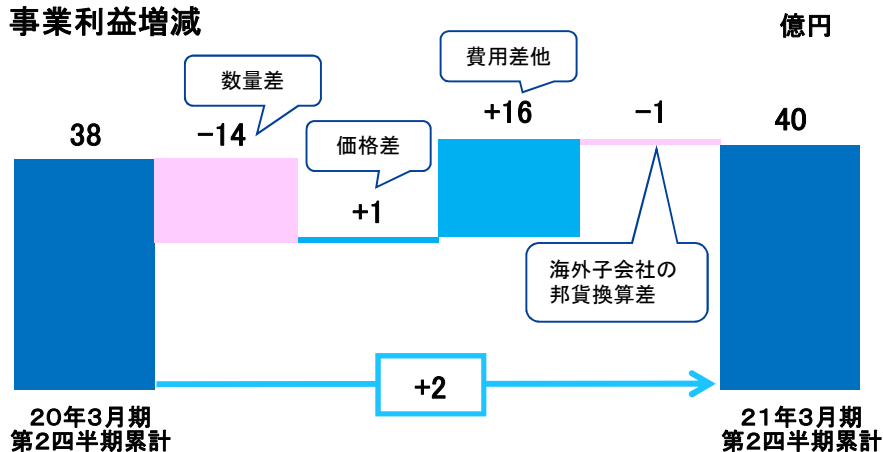 事業利益増減
億円
数量差
費用差他
価格差
38
－14
+1
+16
－1
40
海外子会社の
邦貨換算差
+2
20年3月期
第2四半期累計
21年3月期
第2四半期累計